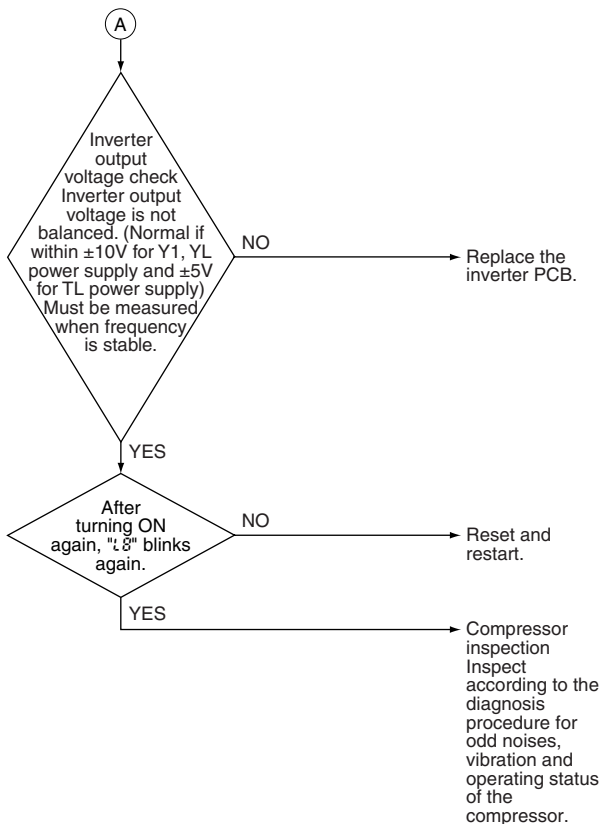 A
Inverter
output
voltage check
Inverter output
voltage is not
balanced. (Normal if
within ±10V for Y1, YL
power supply and ±5V
for TL power supply)
Must be measured
when frequency
is stable.
NO
Replace the
inverter PCB.
YES
After
turning ON
again, "L8" blinks
again.
NO
Reset and
restart.
YES
Compressor
inspection
Inspect
according to the
diagnosis
procedure for
odd noises,
vibration and
operating status
of the
compressor.